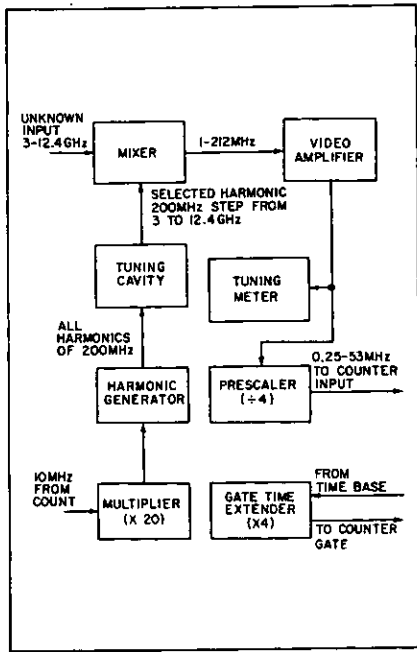 UNKNOWN
INPUT
3-12.4GHz
MIXER
1-212MHz
VIDEO
AMPLIFIER
SELECTED HARMONIC
200MHz STEP FROM
3 TO 12.4GHz
TUNING
CAVITY
TUNING
METER
ALL
HARMONICS
OF 200MHz
0.25-53MHz
TO COUNTER
INPUT
HARMONIC
GENERATOR
PRESCALER
(÷4)
10MHz
FROM
COUNT
MULTIPLIER
(X 20)
GATE TIME
EXTENDER
(X4)
FROM
TIME BASE
TO COUNTER
GATE